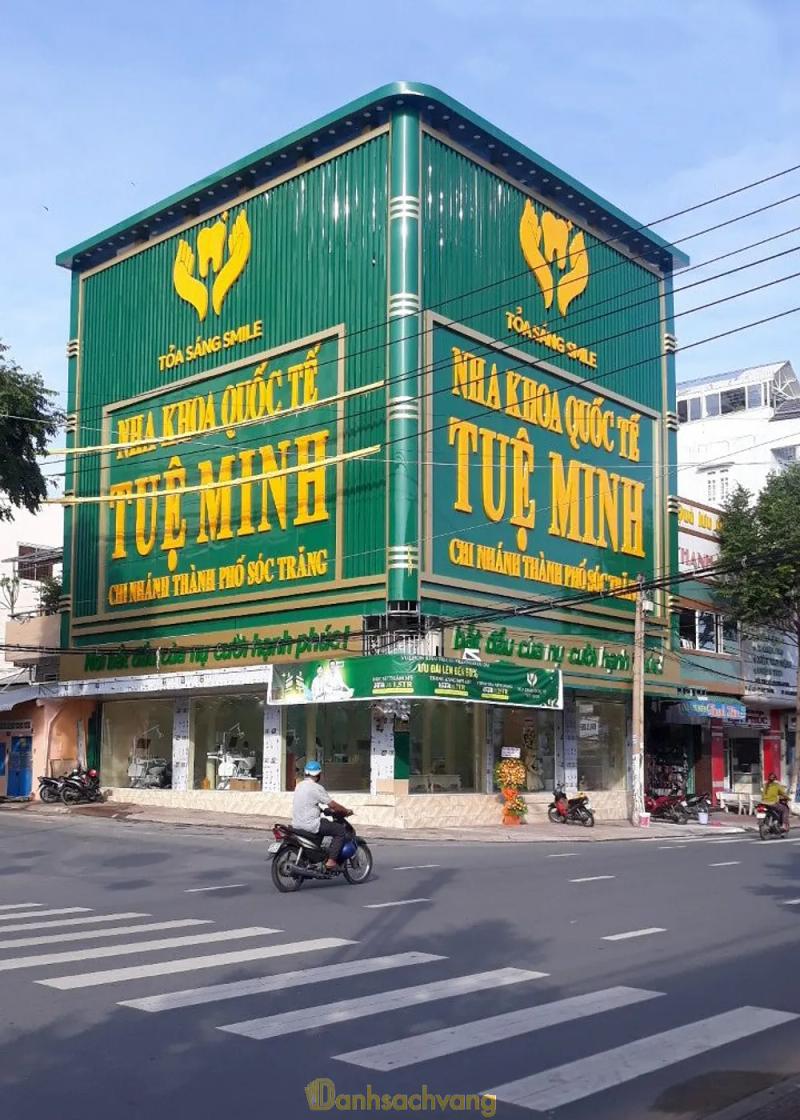 TỎA SÁNG SMILE
NHA KHOA QUỐC TẾ
TUỆ MINH
CHI NHÁNH THÀNH PHỐ SÓC TRĂNG
Nơi bắt đầu của nụ cười hạnh phúc!
TỎA SÁNG SMILE
NHA KHOA QUỐC TẾ
TUỆ MINH
CHI NHÁNH THÀNH PHỐ SÓC TRĂNG
bắt đầu của nụ cười hạnh phúc!
ƯU ĐÃI LÊN ĐẾN 50%
Danhsachvang